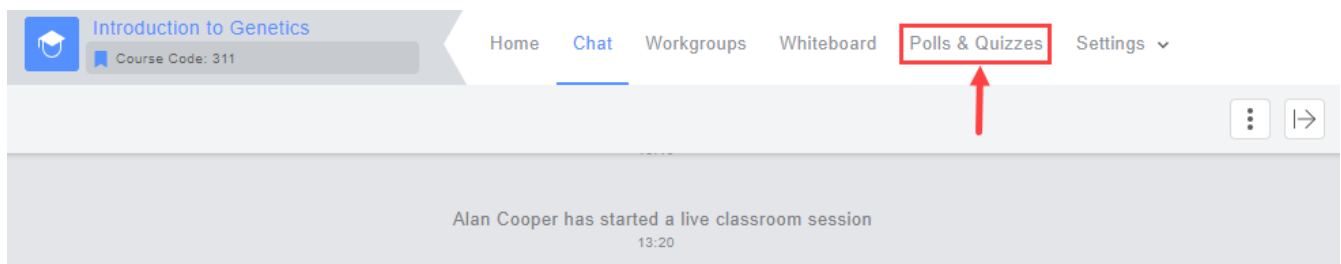 Introduction to Genetics
Course Code: 311
Home Chat Workgroups Whiteboard Polls & Quizzes Settings
Alan Cooper has started a live classroom session
13:20